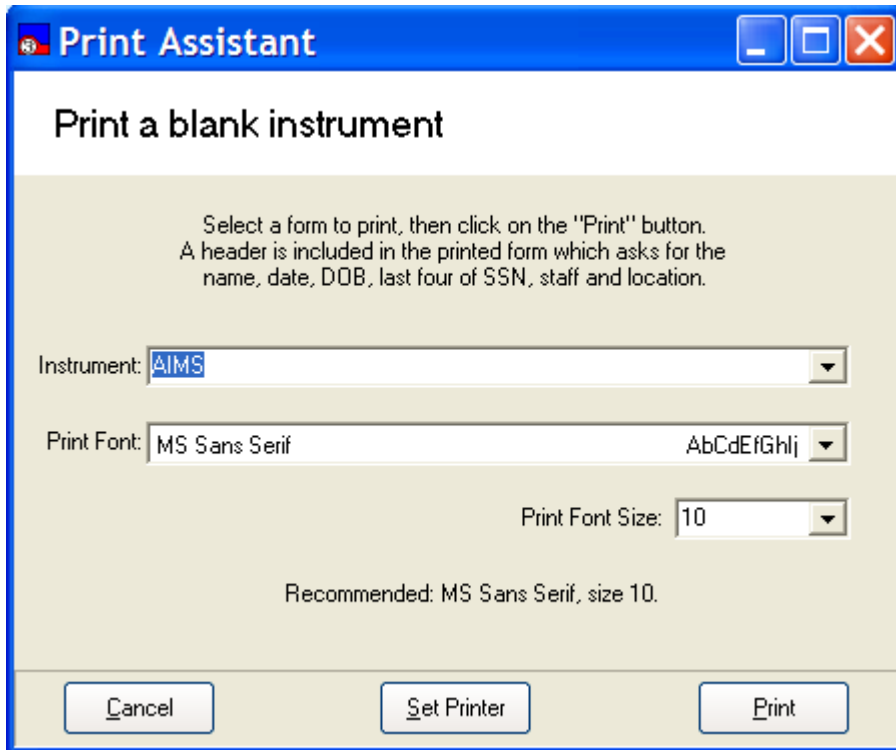 Print Assistant
Print a blank instrument
Select a form to print, then click on the "Print" button.
A header is included in the printed form which asks for the
name, date, DOB, last four of SSN, staff and location.
Instrument: AIMS
Print Font: MS Sans Serif AbCdEfGhIj
Print Font Size: 10
Recommended: MS Sans Serif, size 10.
Cancel Set Printer Print